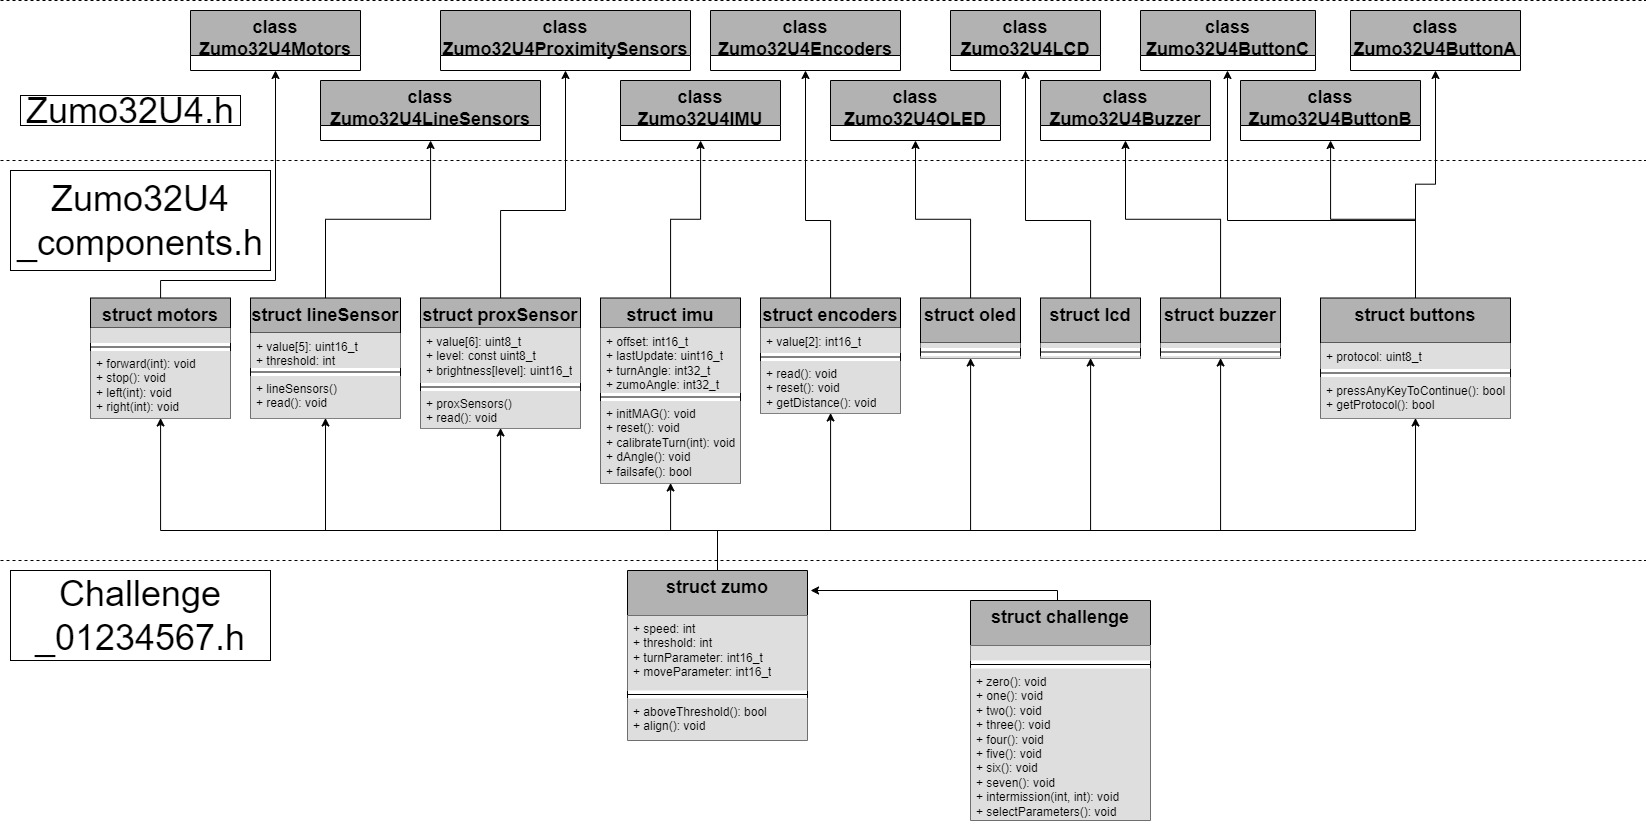 class
Zumo32U4Motors
class
Zumo32U4ProximitySensors
class
Zumo32U4Encoders
class
Zumo32U4LCD
class
Zumo32U4ButtonC
class
Zumo32U4ButtonA
Zumo32U4.h
class
Zumo32U4LineSensors
class
Zumo32U4IMU
class
Zumo32U4OLED
class
Zumo32U4Buzzer
class
Zumo32U4ButtonB
Zumo32U4
_components.h
struct motors
+ forward(int): void
+ stop(): void
+ left(int): void
+ right(int): void
struct lineSensor
+ value[5]: uint16_t
+ threshold: int
+ lineSensors()
+ read(): void
struct proxSensor
+ value[6]: uint8_t
+ level: const uint8_t
+ brightness[level]: uint16_t
+ proxSensors()
+ read(): void
struct imu
+ offset: int16_t
+ lastUpdate: uint16_t
+ turnAngle: int32_t
+ zumoAngle: int32_t
+ initMAG(): void
+ reset(): void
+ calibrateTurn(int): void
+ dAngle(): void
+ failsafe(): bool
struct encoders
+ value[2]: int16_t
+ read(): void
+ reset(): void
+ getDistance(): void
struct oled
struct lcd
struct buzzer
struct buttons
+ protocol: uint8_t
+ pressAnyKeyToContinue(): bool
+ getProtocol(): bool
Challenge
_01234567.h
struct zumo
+ speed: int
+ threshold: int
+ turnParameter: int16_t
+ moveParameter: int16_t
+ aboveThreshold(): bool
+ align(): void
struct challenge
+ zero(): void
+ one(): void
+ two(): void
+ three(): void
+ four(): void
+ five(): void
+ six(): void
+ seven(): void
+ intermission(int, int): void
+ selectParameters(): void